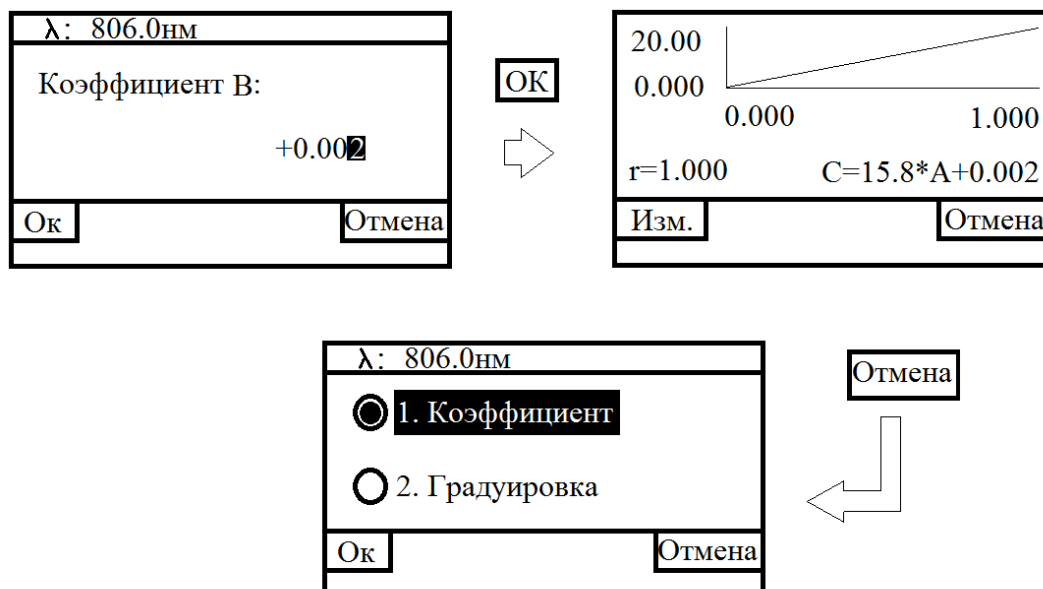 λ: 806.0нм
Коэффициент В:
+0.002
Ок Отмена
ОК
20.00
0.000
0.000 1.000
r=1.000 C=15.8*A+0.002
Изм. Отмена
λ: 806.0нм
1. Коэффициент
2. Градуировка
Ок Отмена
Отмена